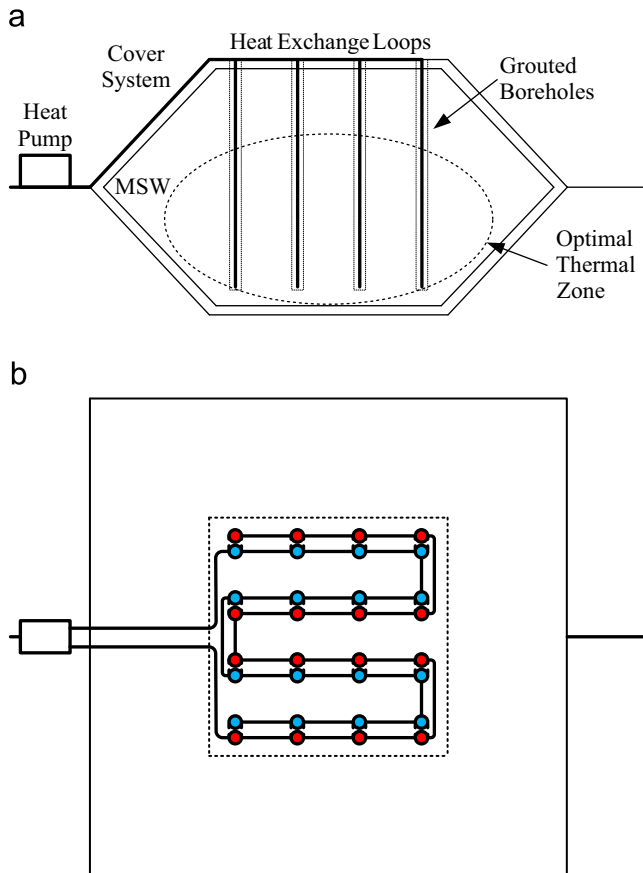 a
Heat Exchange Loops
Cover
System
Grouted
Boreholes
Heat
Pump
MSW
Optimal
Thermal
Zone
b